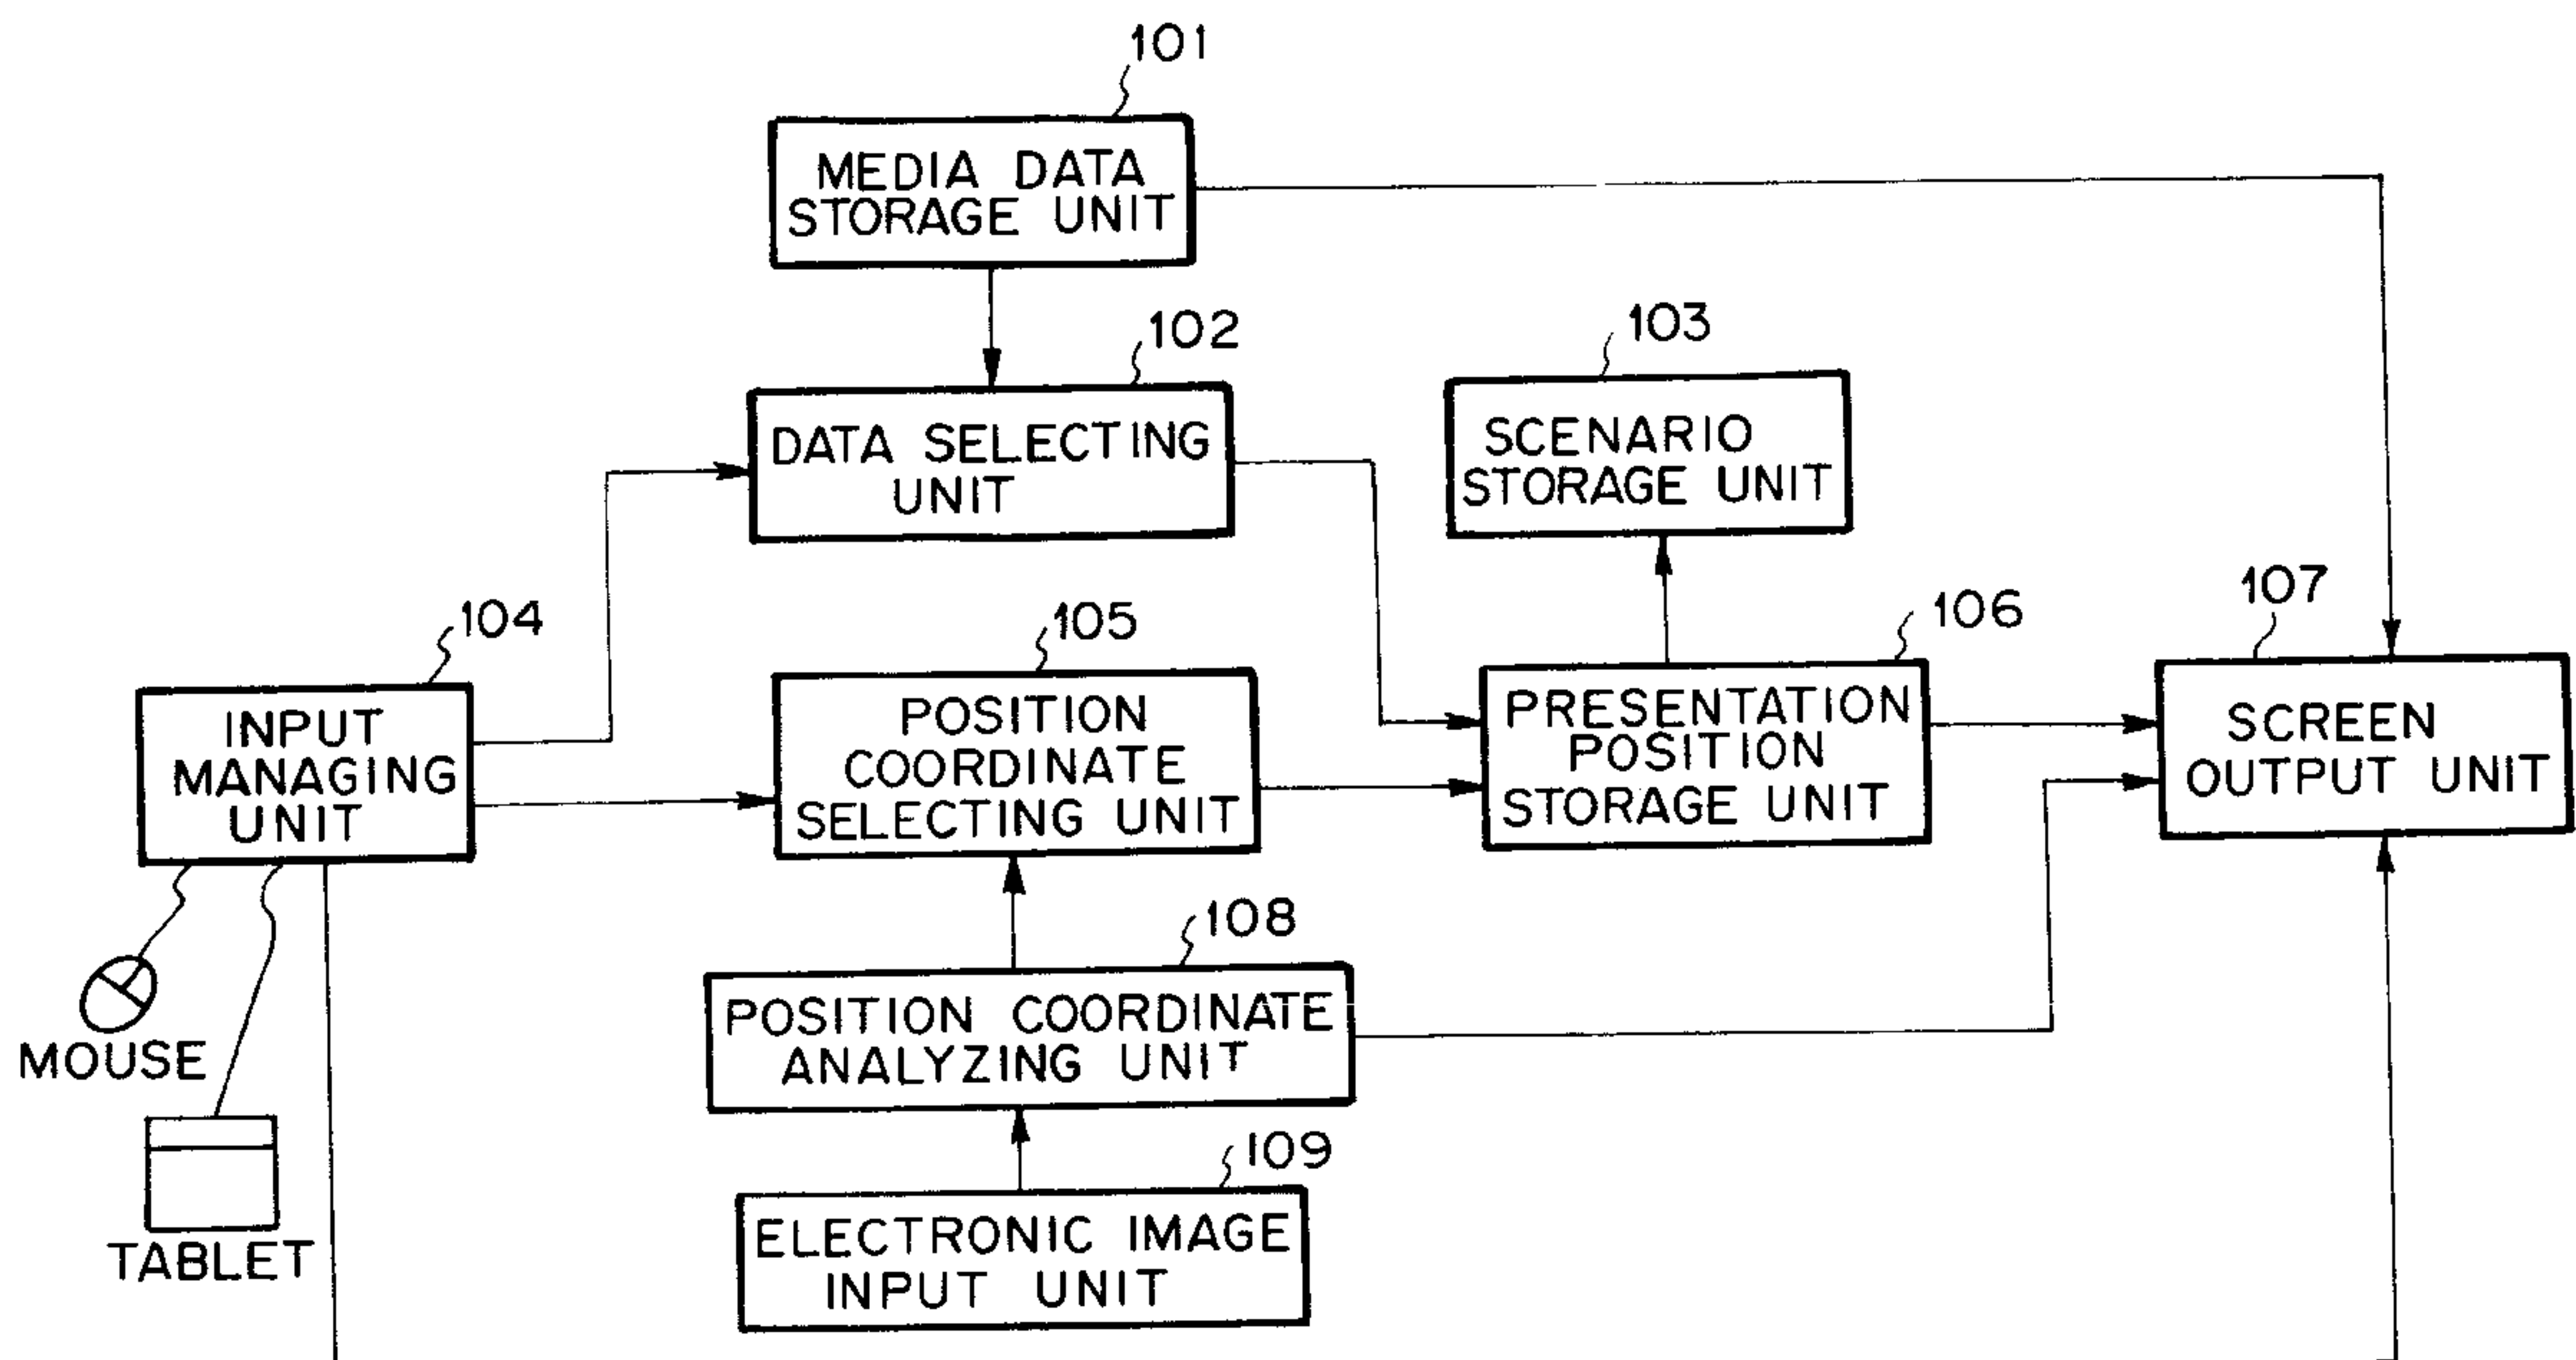 101
MEDIA DATA
STORAGE UNIT
102
DATA SELECTING
UNIT
103
SCENARIO
STORAGE UNIT
104
INPUT
MANAGING
UNIT
105
POSITION
COORDINATE
SELECTING UNIT
106
PRESENTATION
POSITION
STORAGE UNIT
107
SCREEN
OUTPUT UNIT
MOUSE
TABLET
108
POSITION COORDINATE
ANALYZING UNIT
109
ELECTRONIC IMAGE
INPUT UNIT